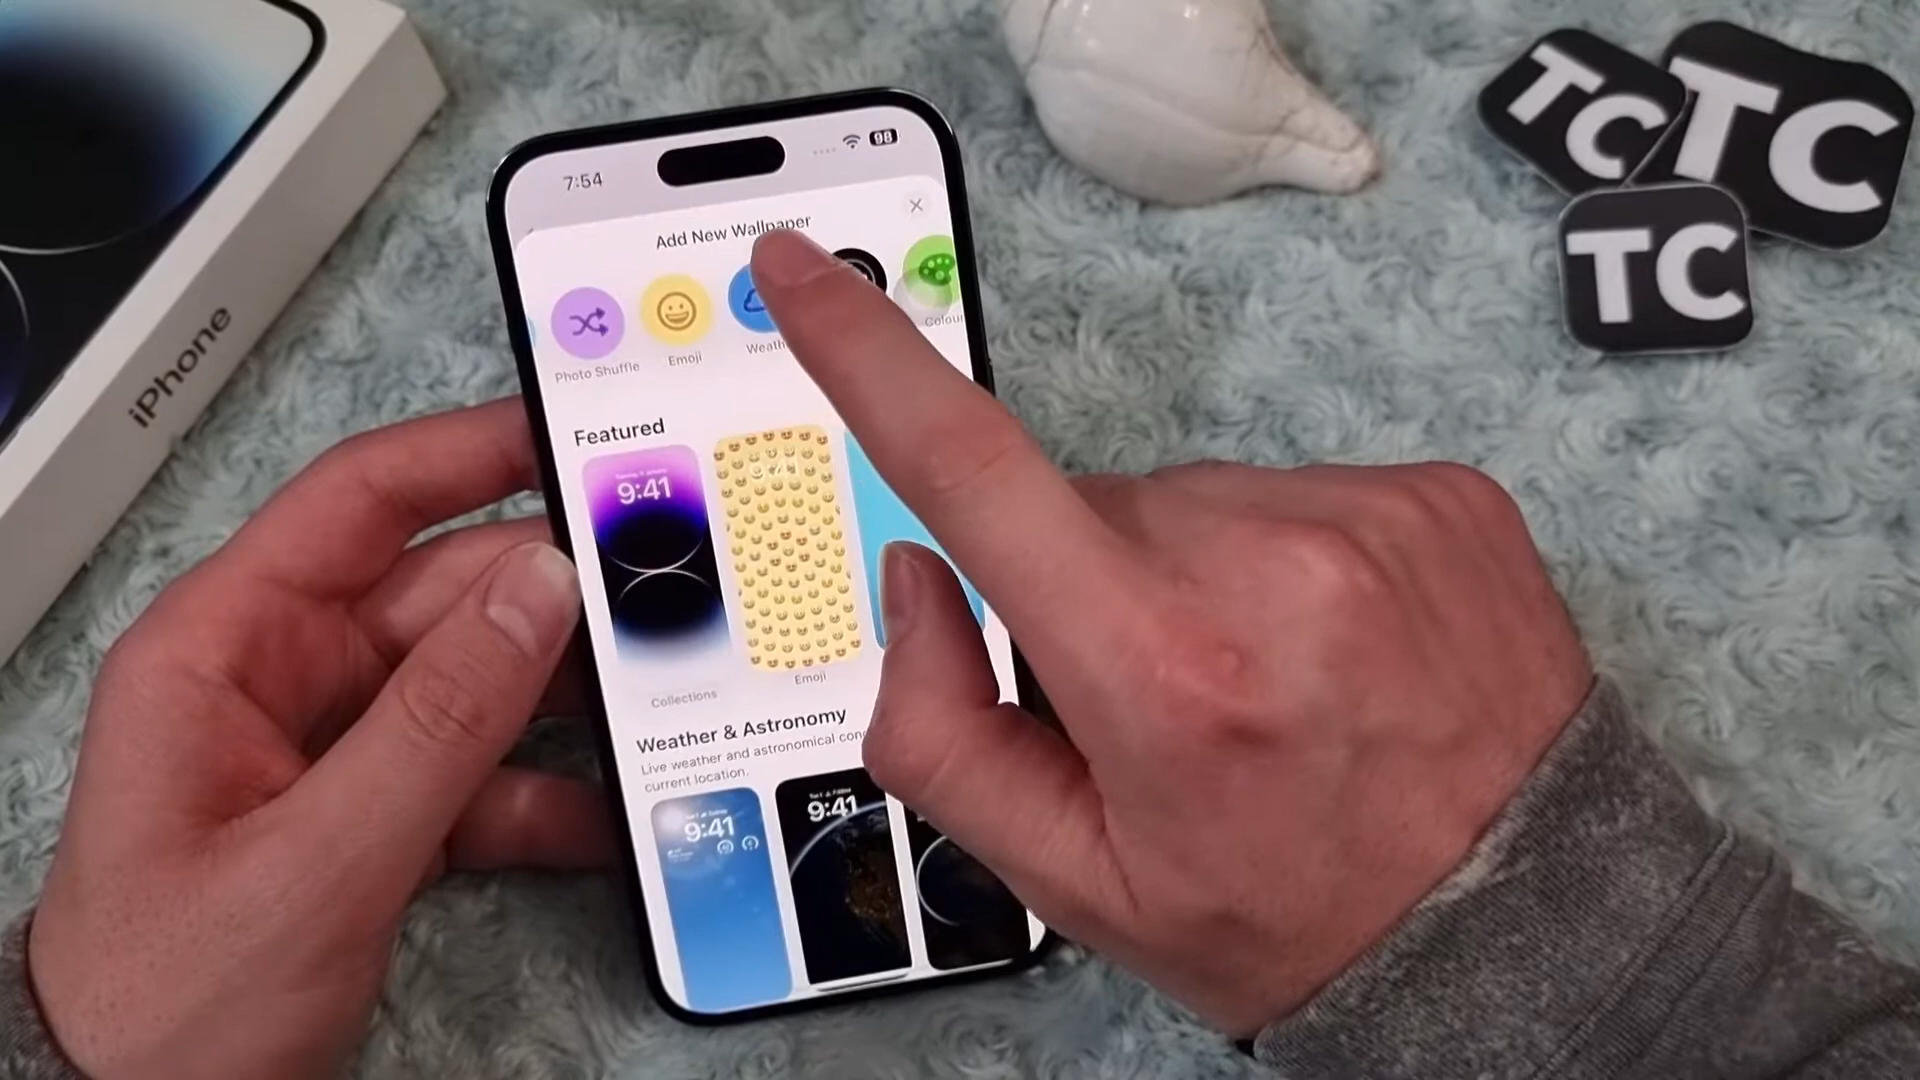 iPhone
TC
TC
TC
7:54
98
Add New Wallpaper
Photo Shuffle
Emoji
Featured
9:41
Collections
Emoji
Weather & Astronomy
Live weather and astronomical
current location.
9:41
9:41